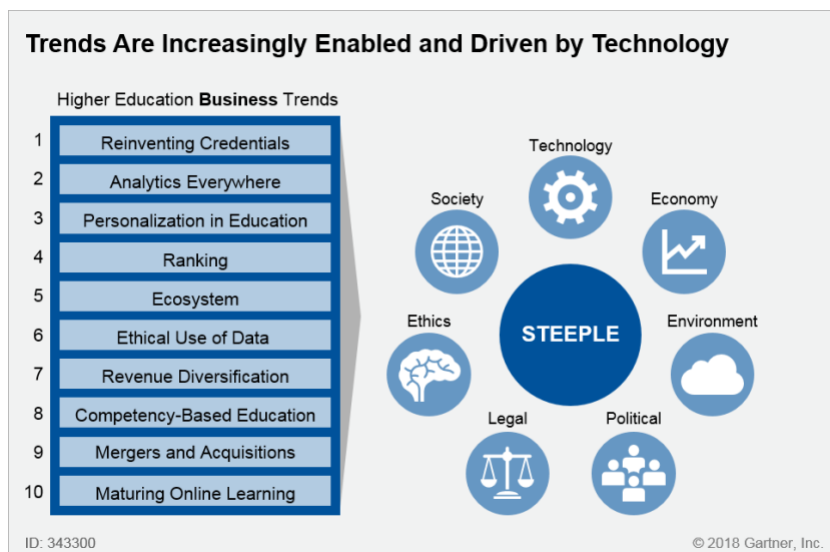 Trends Are Increasingly Enabled and Driven by Technology
Higher Education Business Trends
1 Reinventing Credentials
2 Analytics Everywhere
3 Personalization in Education
4 Ranking
5 Ecosystem
6 Ethical Use of Data
7 Revenue Diversification
8 Competency-Based Education
9 Mergers and Acquisitions
10 Maturing Online Learning
Technology
Society
Economy
Ethics
STEEPLE
Environment
Legal
Political
ID: 343300
© 2018 Gartner, Inc.